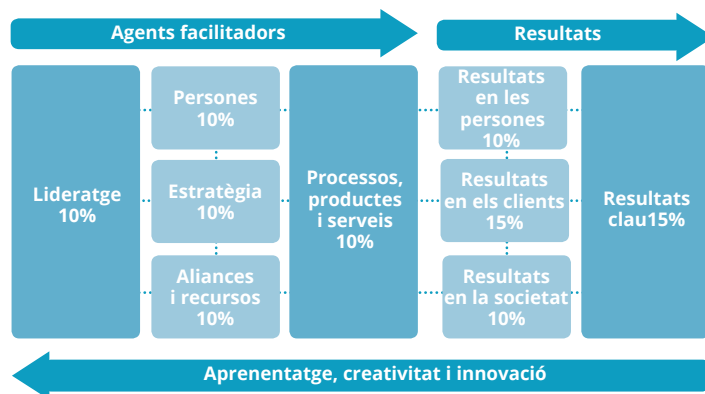 Agents facilitadors
Resultats
Lideratge
10%
Persones
10%
Estratègia
10%
Aliances
i recursos
10%
Processos,
productes
i serveis
10%
Resultats
en les
persones
10%
Resultats
en els clients
15%
Resultats
en la societat
10%
Resultats
clau15%
Aprenentatge, creativitat i innovació